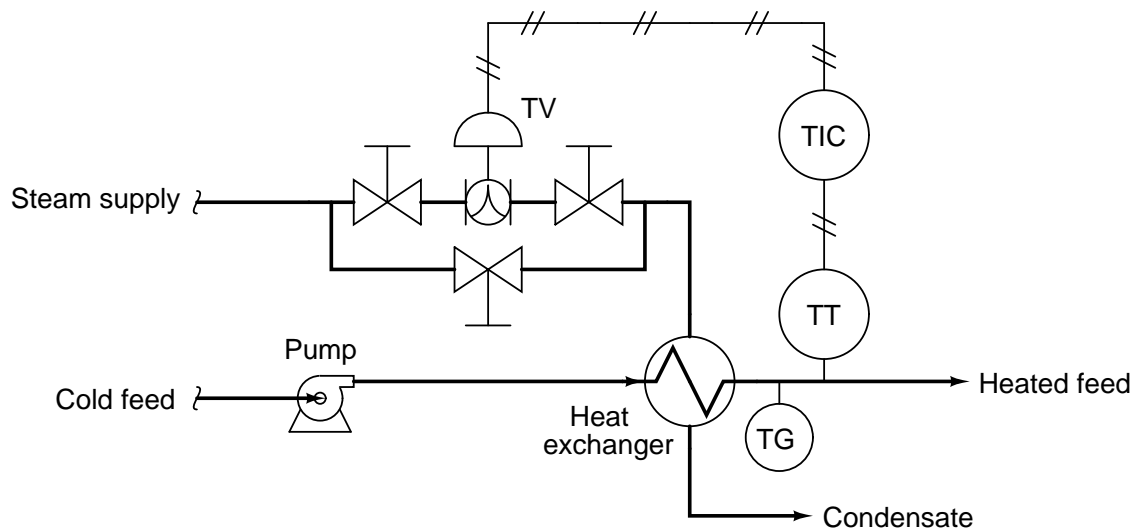 TV
TIC
Steam supply
TT
Pump
Cold feed
Heated feed
Heat
exchanger
TG
Condensate